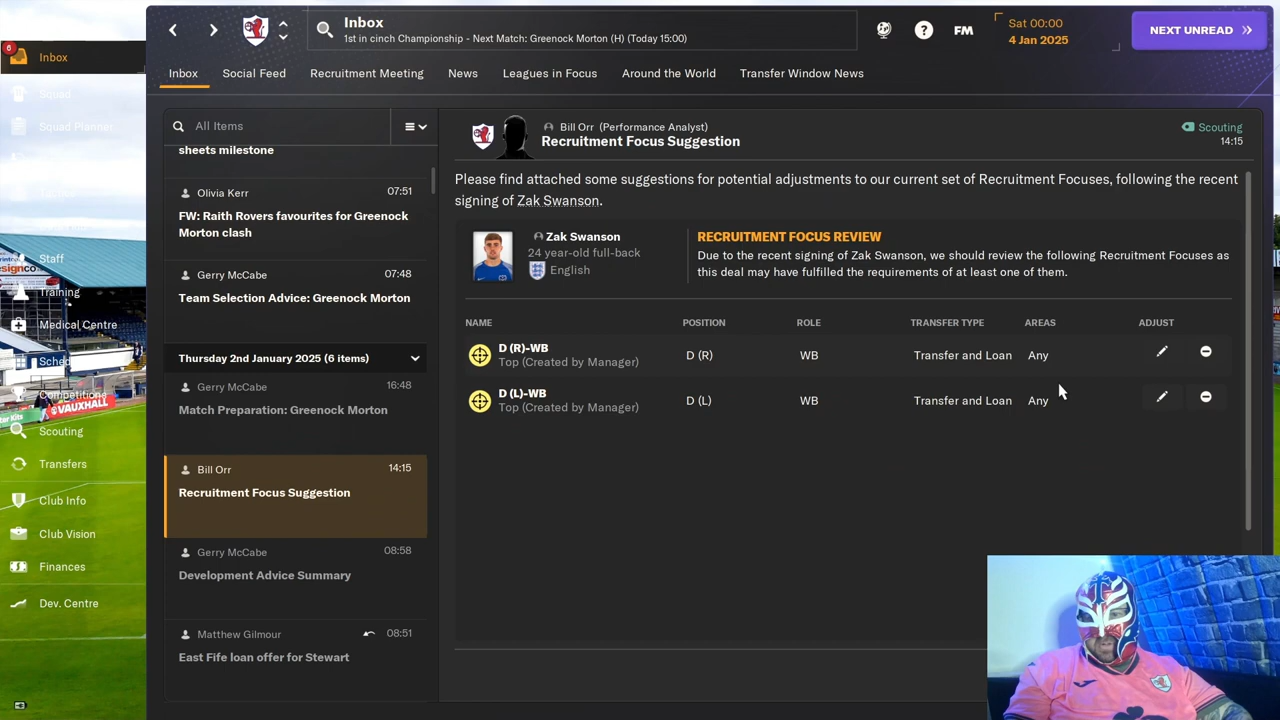 6
Inbox
Squad
Squad Planner
Staff
Training
Medical Centre
Sched
Competitions
Scouting
Transfers
Club Info
Club Vision
Finances
Dev. Centre
VAUXHALL
Inbox
1st in cinch Championship - Next Match: Greenock Morton (H) (Today 15:00)
?
FM
Sat 00:00
4 Jan 2025
NEXT UNREAD
Inbox
Social Feed
Recruitment Meeting
News
Leagues in Focus
Around the World
Transfer Window News
All Items
sheets milestone
Olivia Kerr
07:51
FW: Raith Rovers favourites for Greenock
Morton clash
Gerry McCabe
07:48
Team Selection Advice: Greenock Morton
Thursday 2nd January 2025 (6 items)
Gerry McCabe
16:48
Match Preparation: Greenock Morton
Bill Orr
14:15
Recruitment Focus Suggestion
Gerry McCabe
08:58
Development Advice Summary
Matthew Gilmour
08:51
East Fife loan offer for Stewart
Bill Orr (Performance Analyst)
Recruitment Focus Suggestion
Scouting
14:15
Please find attached some suggestions for potential adjustments to our current set of Recruitment Focuses, following the recent
signing of Zak Swanson.
Zak Swanson
24 year-old full-back
English
RECRUITMENT FOCUS REVIEW
Due to the recent signing of Zak Swanson, we should review the following Recruitment Focuses as
this deal may have fulfilled the requirements of at least one of them.
NAME POSITION ROLE TRANSFER TYPE AREAS ADJUST
D (R)-WB
Top (Created by Manager)
D (R) WB Transfer and Loan Any
D (L)-WB
Top (Created by Manager)
D (L) WB Transfer and Loan Any